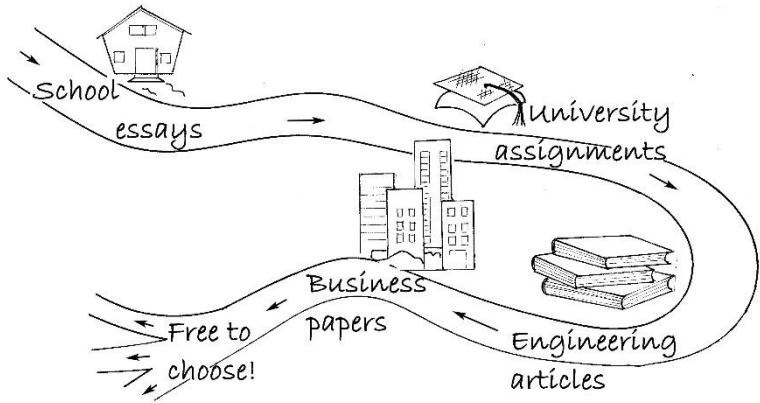 School
essays
University
assignments
Engineering
articles
Business
papers
Free to
choose!